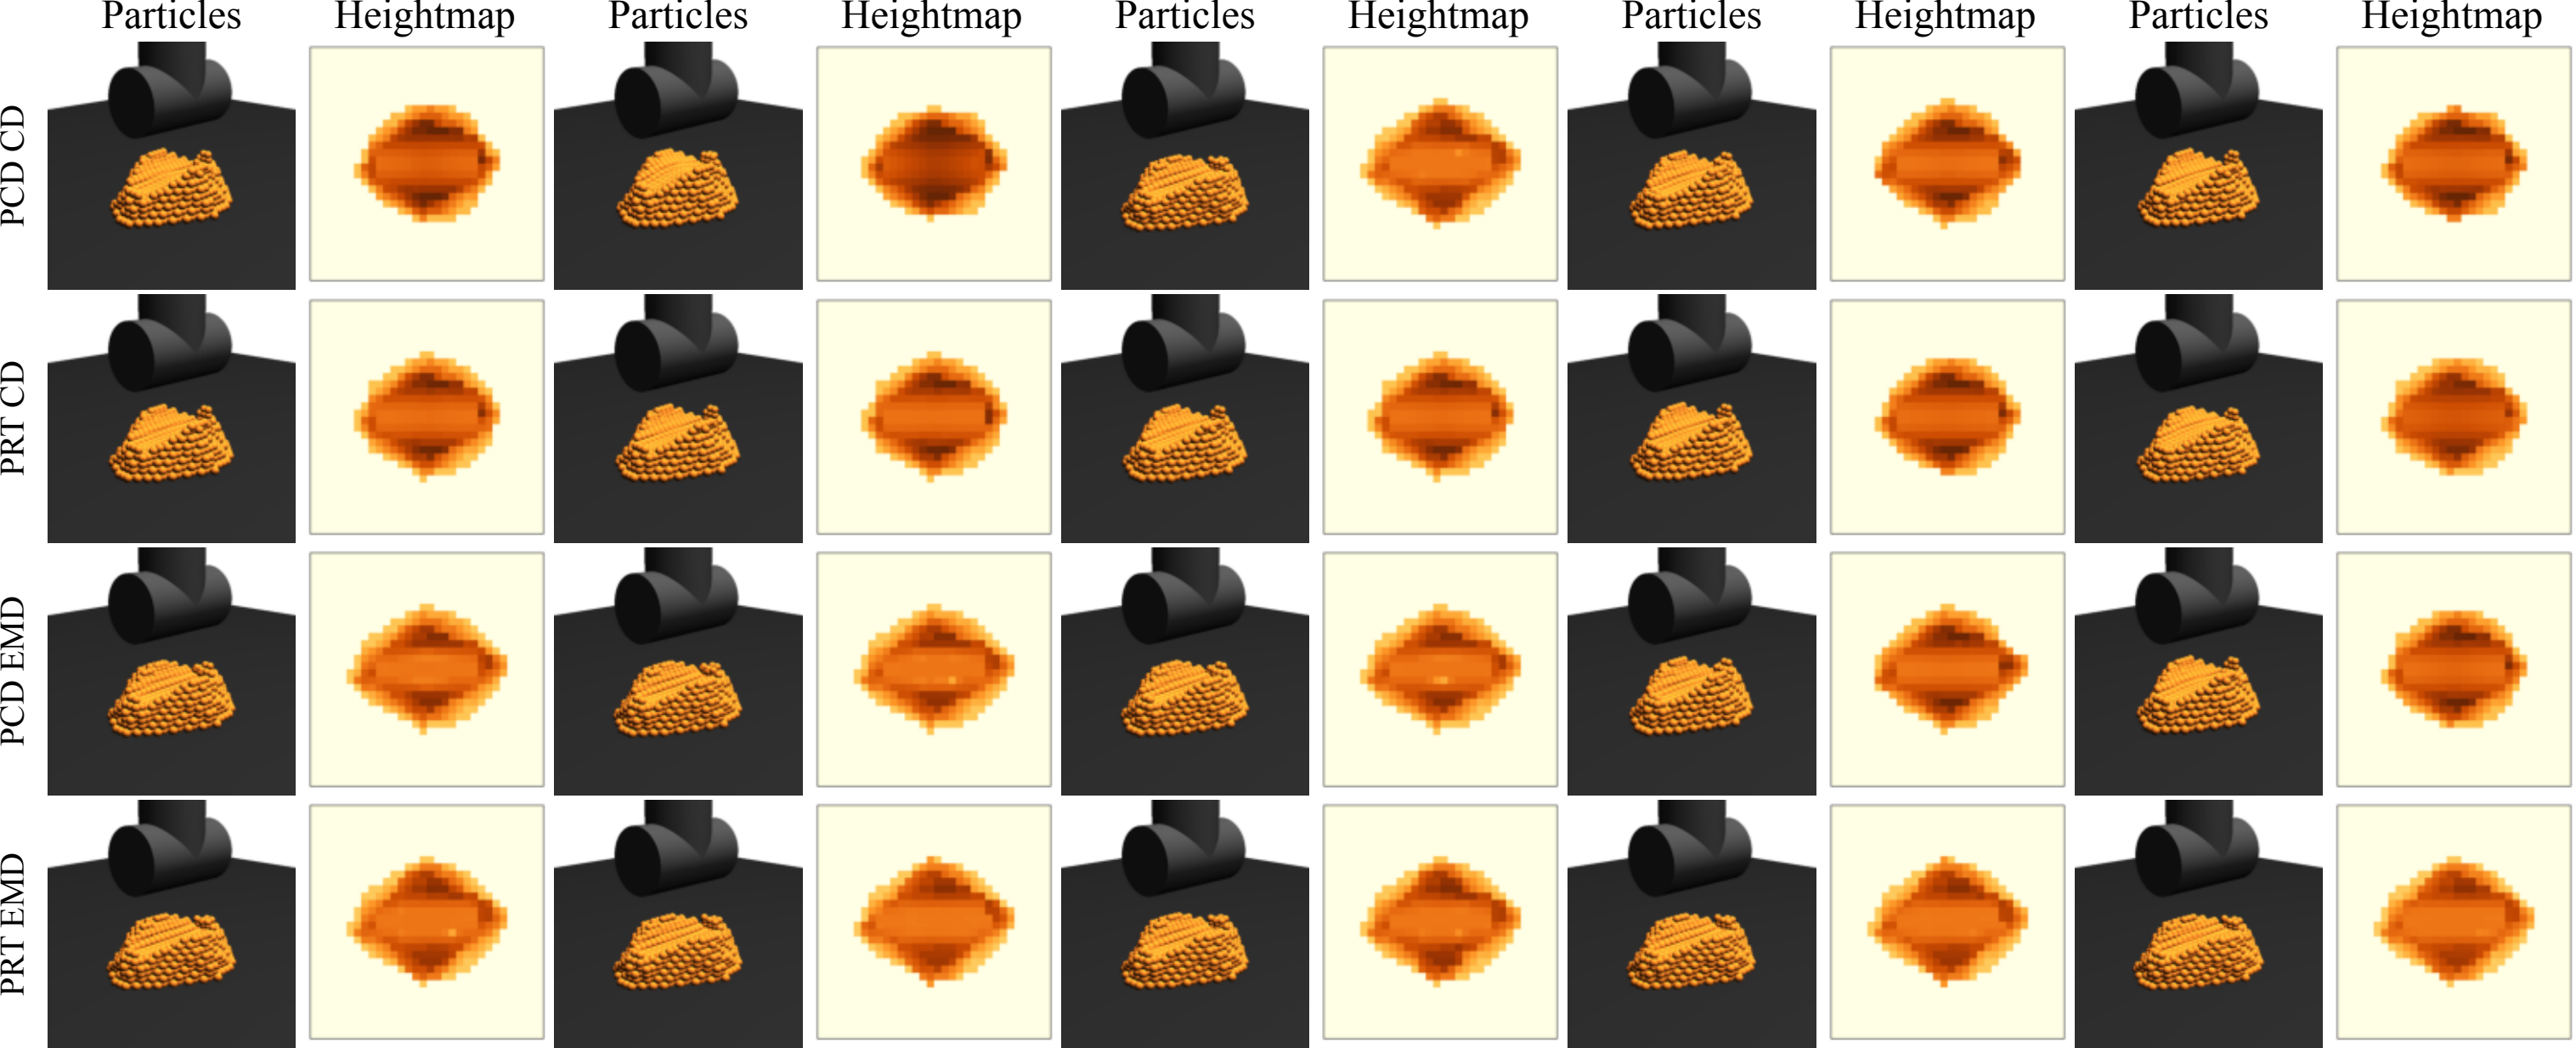 Particles Heightmap Particles Heightmap Particles Heightmap Particles Heightmap Particles Heightmap
PCD CD
PRT CD
PCD EMD
PRT EMD